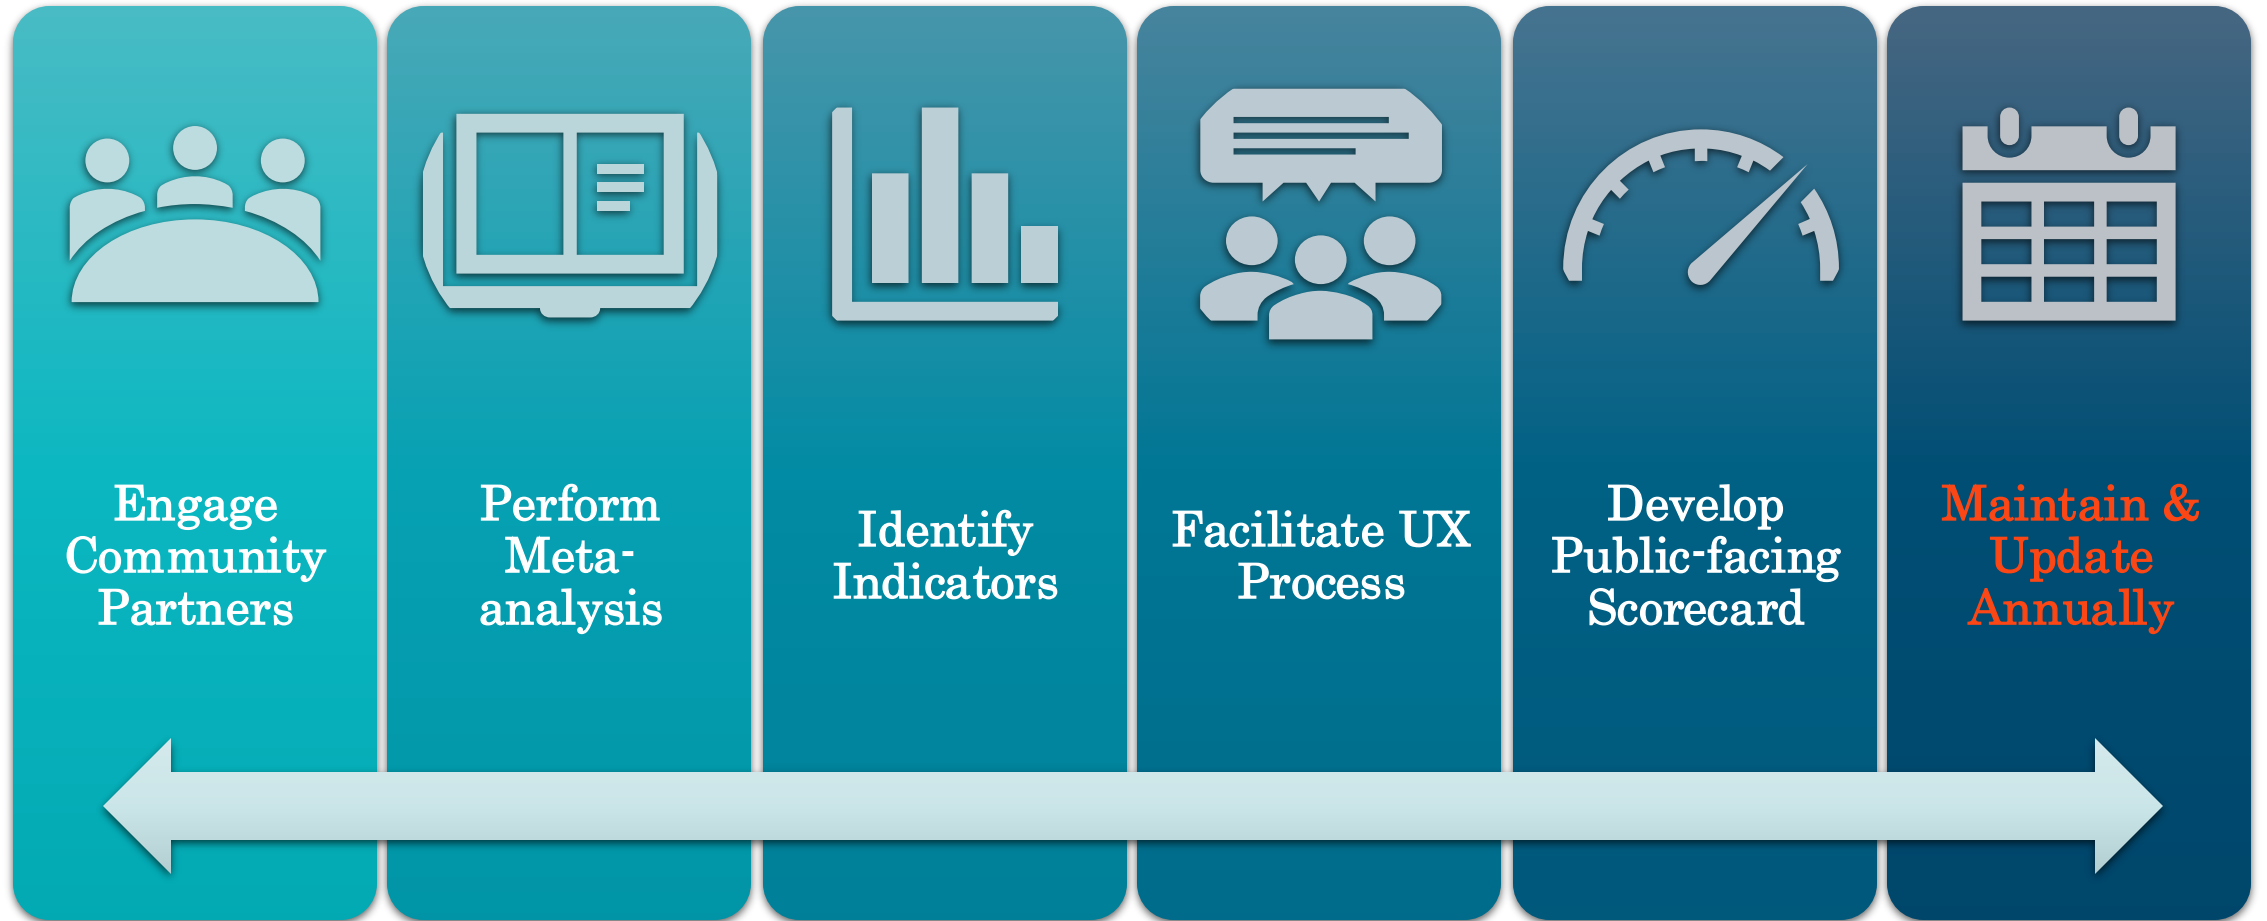 Engage
Community
Partners
Perform
Meta-
analysis
Identify
Indicators
Facilitate UX
Process
Develop
Public-facing
Scorecard
Maintain &
Update
Annually